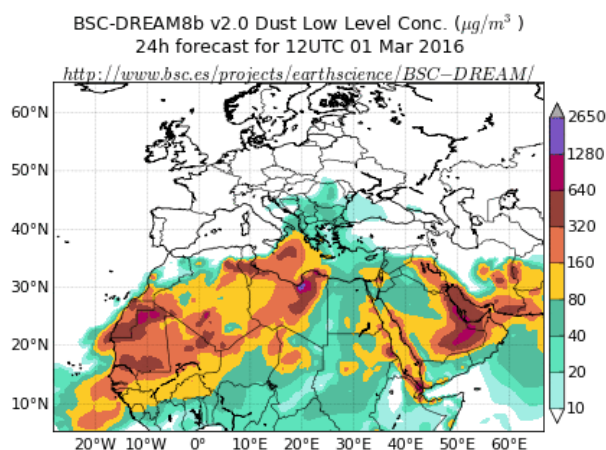 BSC-DREAM8b v2.0 Dust Low Level Conc. (μg/m³ )
24h forecast for 12UTC 01 Mar 2016
http://www.bsc.es/projects/earthscience/BSC−DREAM/
60°N
50°N
40°N
30°N
20°N
10°N
20°W 10°W 0° 10°E 20°E 30°E 40°E 50°E 60°E
2650
1280
640
320
160
80
40
20
10